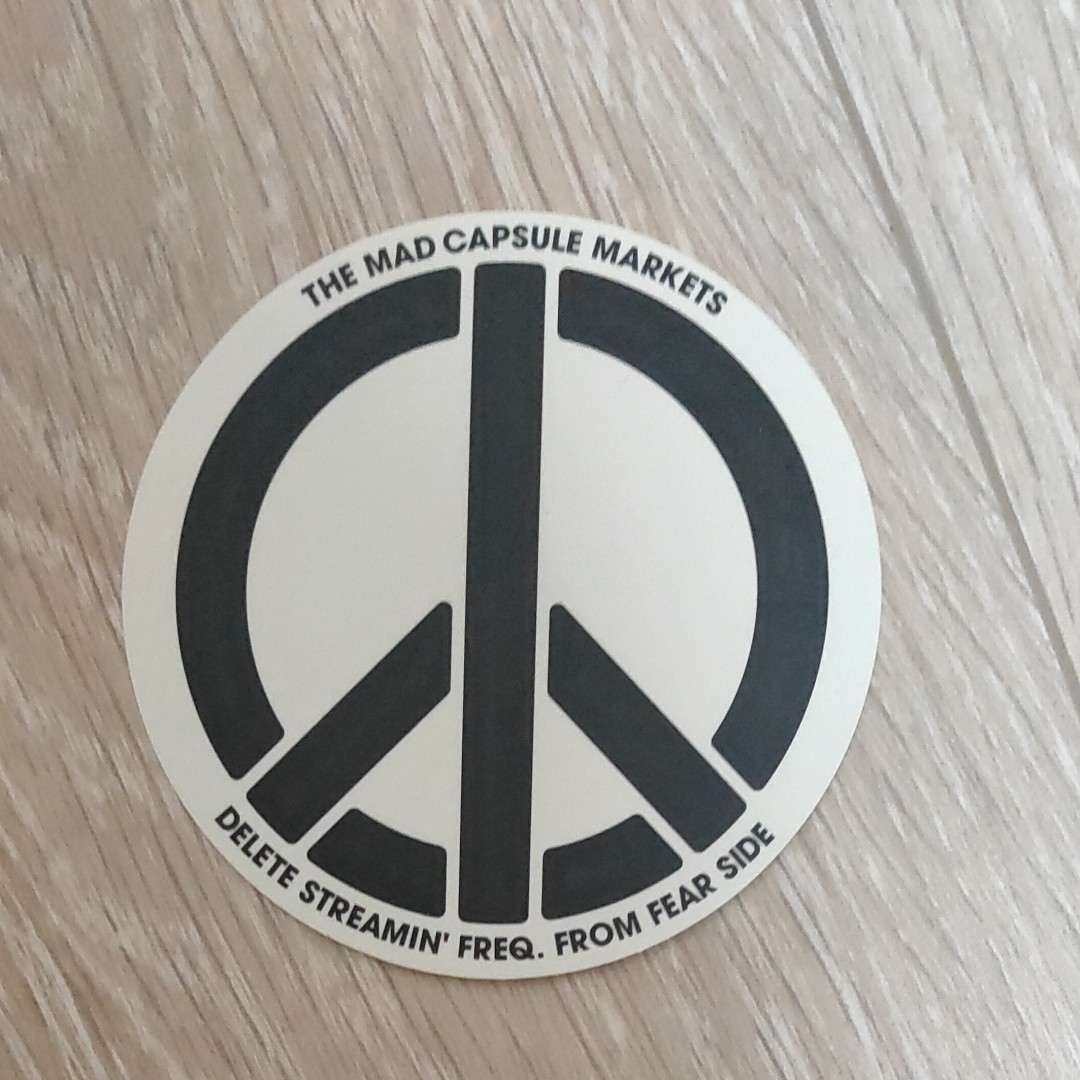 THE MAD CAPSULE MARKETS
DELETE STREAMIN' FREQ. FROM FEAR SIDE